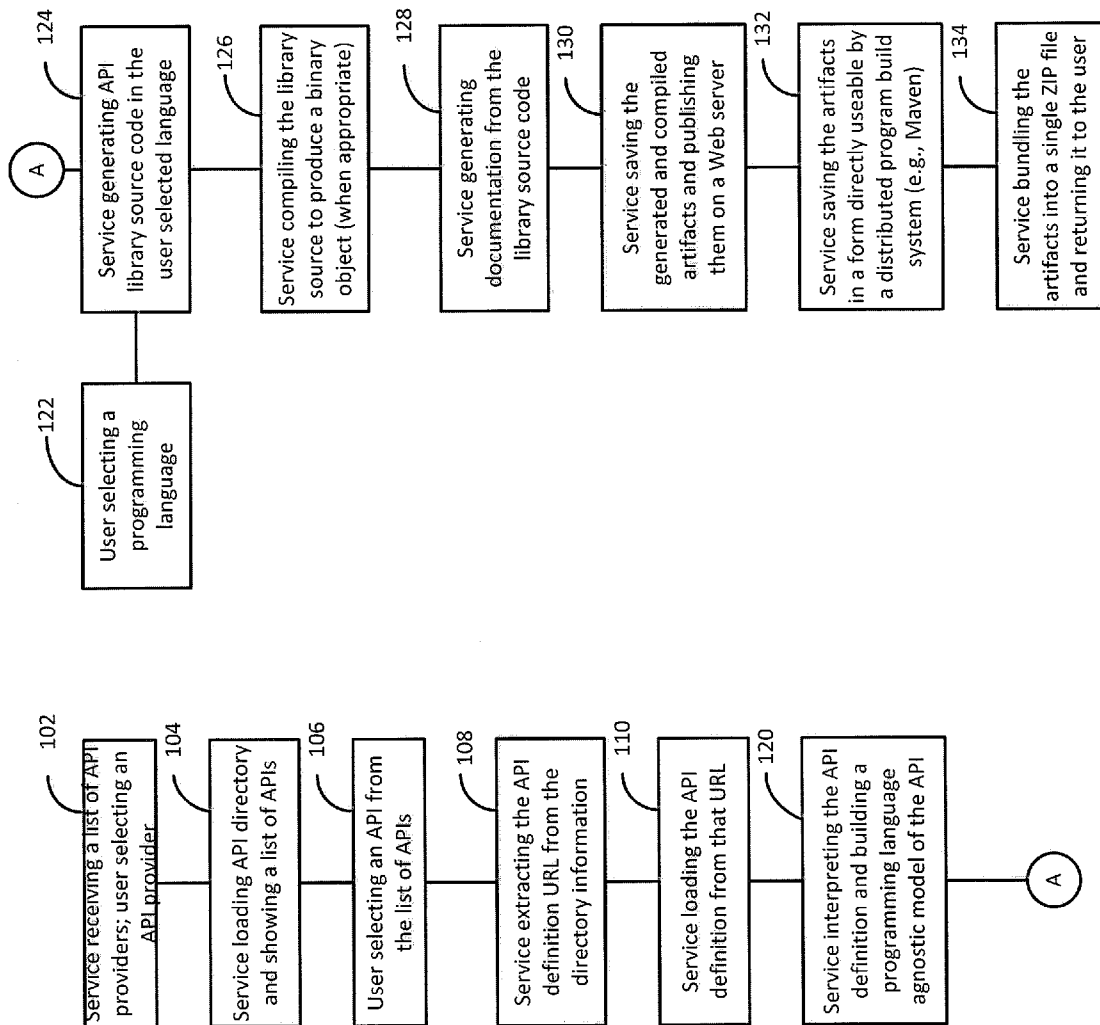 102
Service receiving a list of API
providers; user selecting an
API provider
104
Service loading API directory
and showing a list of APIs
106
User selecting an API from
the list of APIs
108
Service extracting the API
definition URL from the
directory information
110
Service loading the API
definition from that URL
120
Service interpreting the API
definition and building a
programming language
agnostic model of the API
A
A
122
User selecting a
programming
language
124
Service generating API
library source code in the
user selected language
126
Service compiling the library
source to produce a binary
object (when appropriate)
128
Service generating
documentation from the
library source code
130
Service saving the
generated and compiled
artifacts and publishing
them on a Web server
132
Service saving the artifacts
in a form directly useable by
a distributed program build
system (e.g., Maven)
134
Service bundling the
artifacts into a single ZIP file
and returning it to the user